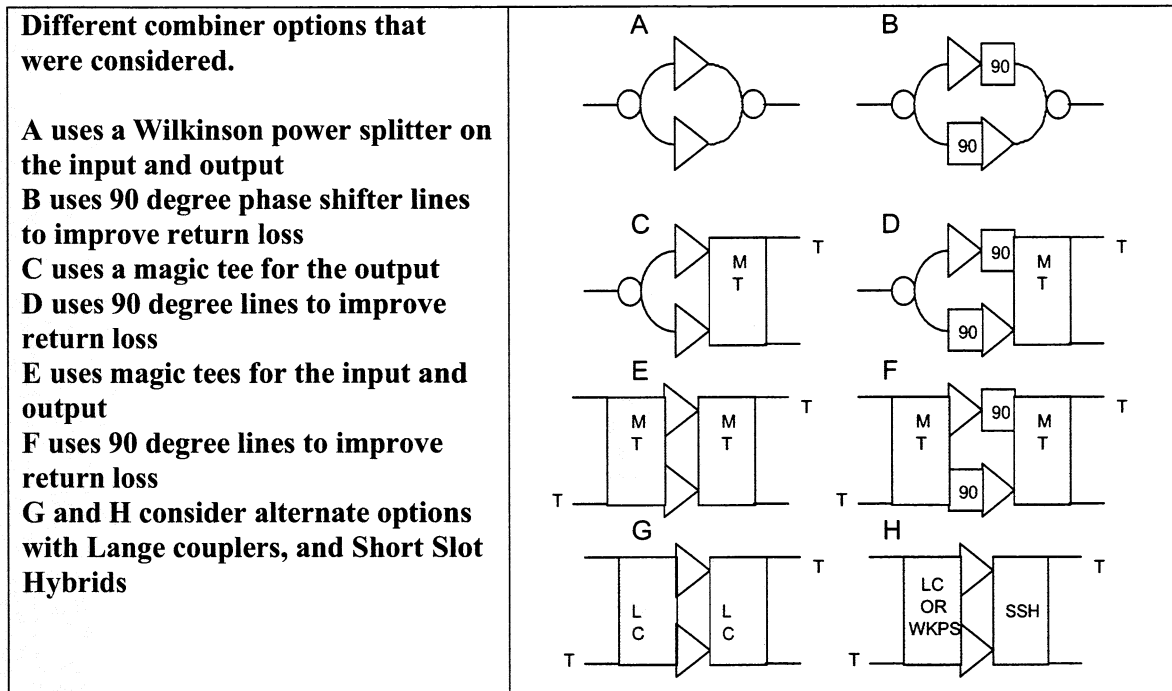 Different combiner options that
were considered.
A uses a Wilkinson power splitter on
the input and output
B uses 90 degree phase shifter lines
to improve return loss
C uses a magic tee for the output
D uses 90 degree lines to improve
return loss
E uses magic tees for the input and
output
F uses 90 degree lines to improve
return loss
G and H consider alternate options
with Lange couplers, and Short Slot
Hybrids
A
B
90
90
C
M
T
T
D
90
90
M
T
T
E
M
T
M
T
T
T
F
M
T
90
90
M
T
T
T
G
L
C
L
C
T
T
H
LC
OR
WKPS
SSH
T
T